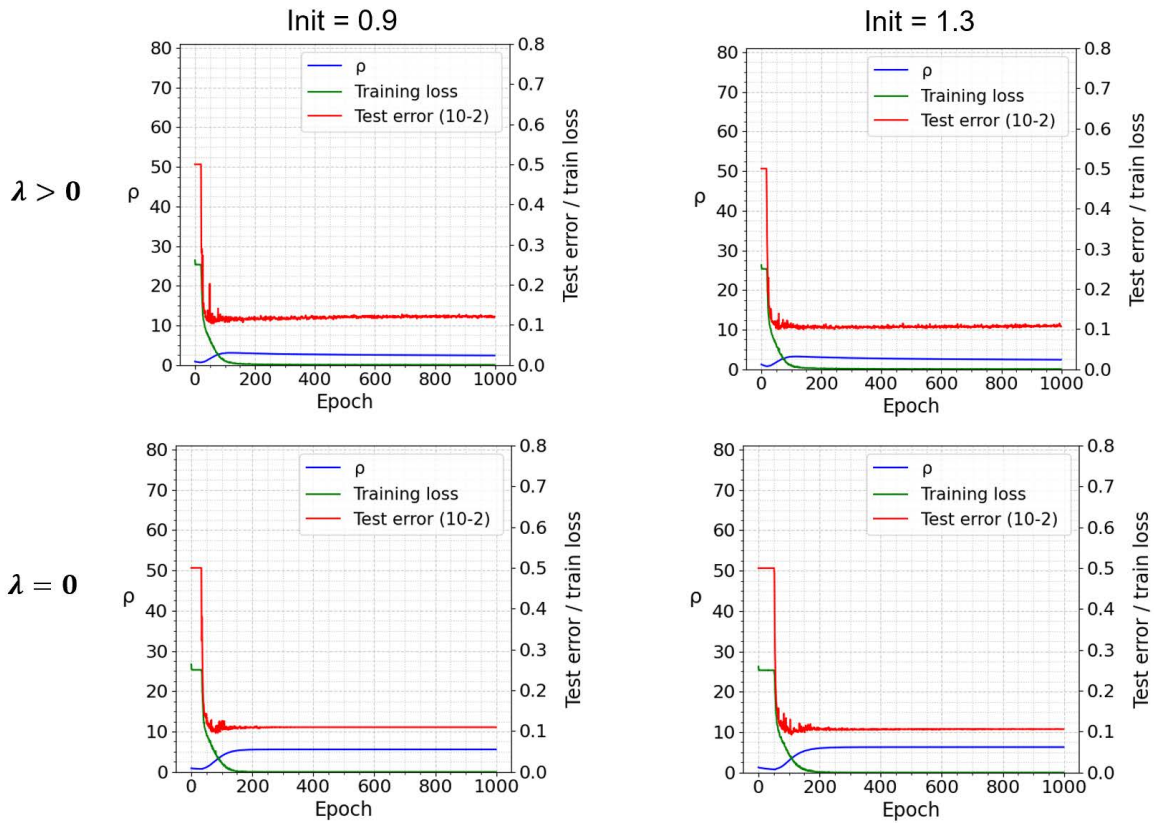 Init = 0.9
Init = 1.3
λ > 0
ρ
80
70
60
50
40
30
20
10
0
0.8
0.7
0.6
0.5
0.4
0.3
0.2
0.1
0.0
Test error / train loss
ρ
Training loss
Test error (10-2)
0 200 400 600 800 1000
Epoch
ρ
80
70
60
50
40
30
20
10
0
0.8
0.7
0.6
0.5
0.4
0.3
0.2
0.1
0.0
Test error / train loss
ρ
Training loss
Test error (10-2)
0 200 400 600 800 1000
Epoch
λ = 0
ρ
80
70
60
50
40
30
20
10
0
0.8
0.7
0.6
0.5
0.4
0.3
0.2
0.1
0.0
Test error / train loss
ρ
Training loss
Test error (10-2)
0 200 400 600 800 1000
Epoch
ρ
80
70
60
50
40
30
20
10
0
0.8
0.7
0.6
0.5
0.4
0.3
0.2
0.1
0.0
Test error / train loss
ρ
Training loss
Test error (10-2)
0 200 400 600 800 1000
Epoch